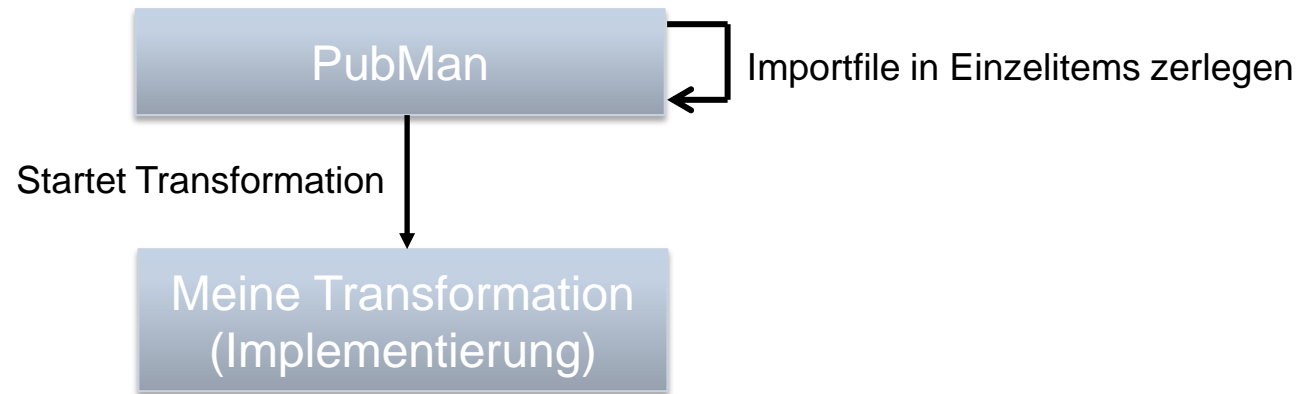 PubMan
Importfile in Einzelitems zerlegen
Startet Transformation
Meine Transformation
(Implementierung)